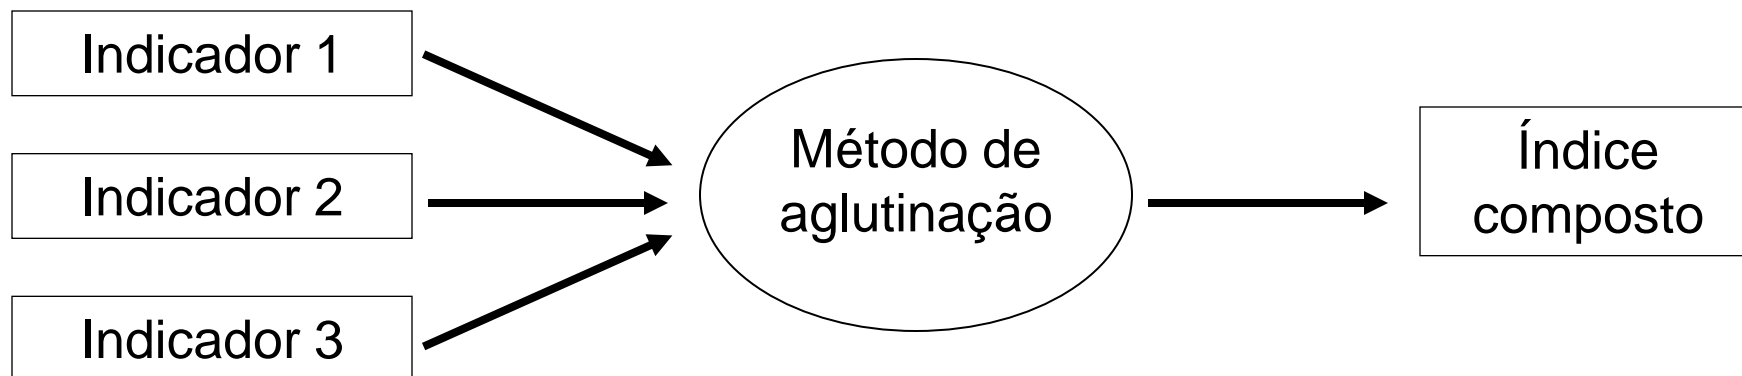 Indicador 1
Indicador 2
Indicador 3
Método de
aglutinação
Índice
composto